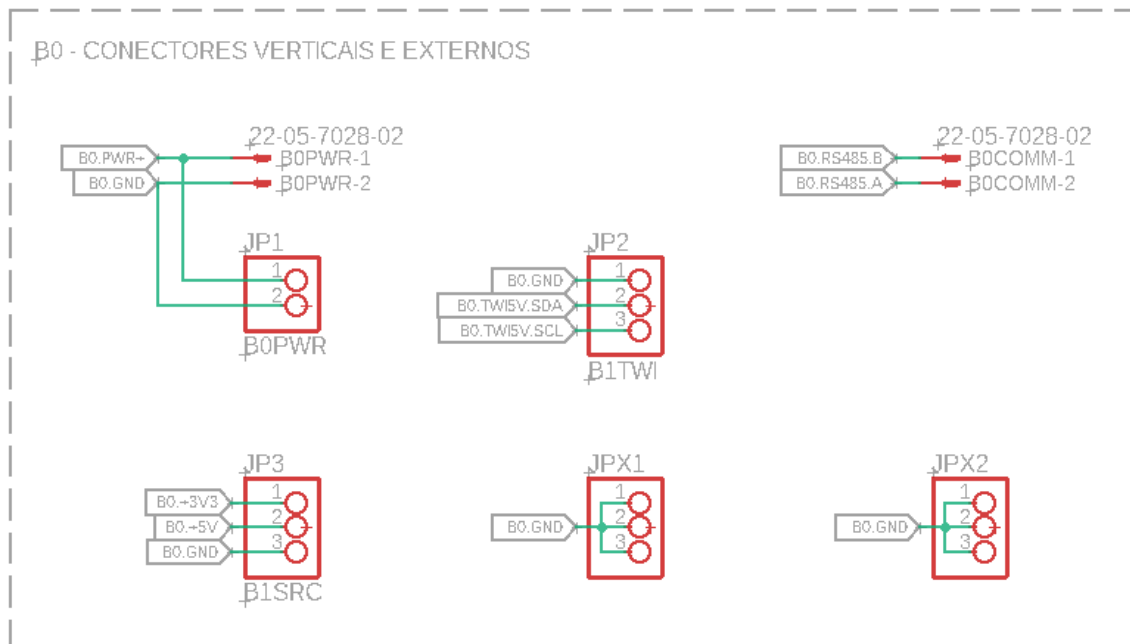 B0 - CONECTORES VERTICAIS E EXTERNOS
22-05-7028-02
B0.PWR+
B0PWR-1
B0.GND
B0PWR-2
22-05-7028-02
B0.RS485.B
B0COMM-1
B0.RS485.A
B0COMM-2
JP1
1
2
B0PWR
JP2
B0.GND
1
B0.TWI5V.SDA
2
B0.TWI5V.SCL
3
B1TWI
JP3
B0.+3V3
1
B0.+5V
2
B0.GND
3
B1SRC
JPX1
1
B0.GND
2
3
JPX2
1
B0.GND
2
3